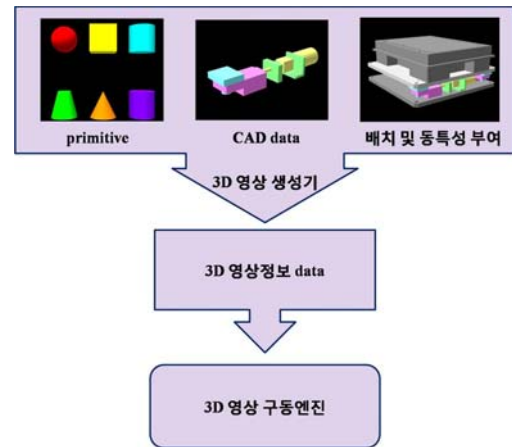 primitive
CAD data
배치 및 동특성 부여
3D 영상 생성기
3D 영상정보 data
3D 영상 구동엔진